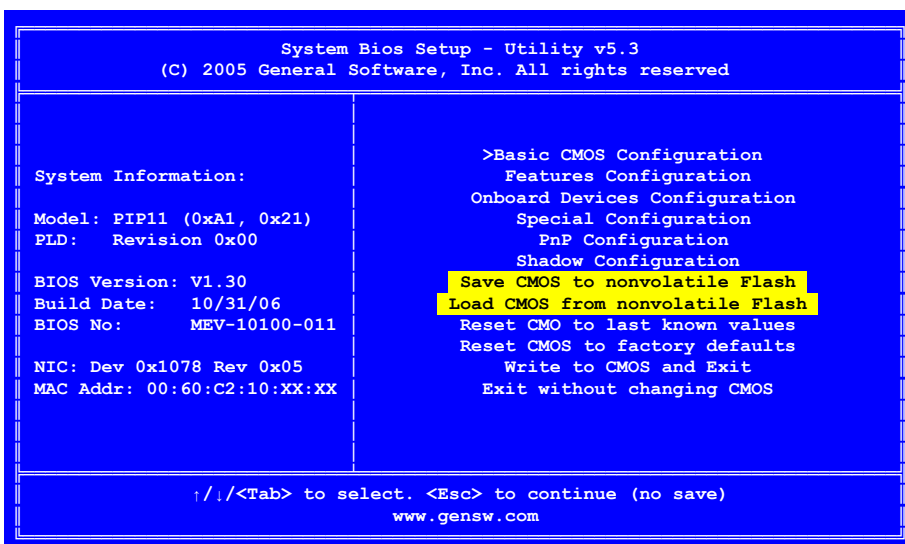 System Bios Setup - Utility v5.3
(C) 2005 General Software, Inc. All rights reserved
System Information:
Model: PIP11 (0xA1, 0x21)
PLD: Revision 0x00
BIOS Version: V1.30
Build Date: 10/31/06
BIOS No: MEV-10100-011
NIC: Dev 0x1078 Rev 0x05
MAC Addr: 00:60:C2:10:XX:XX
>Basic CMOS Configuration
Features Configuration
Onboard Devices Configuration
Special Configuration
PnP Configuration
Shadow Configuration
Save CMOS to nonvolatile Flash
Load CMOS from nonvolatile Flash
Reset CMO to last known values
Reset CMOS to factory defaults
Write to CMOS and Exit
Exit without changing CMOS
↑/↓/<Tab> to select. <Esc> to continue (no save)
www.gensw.com